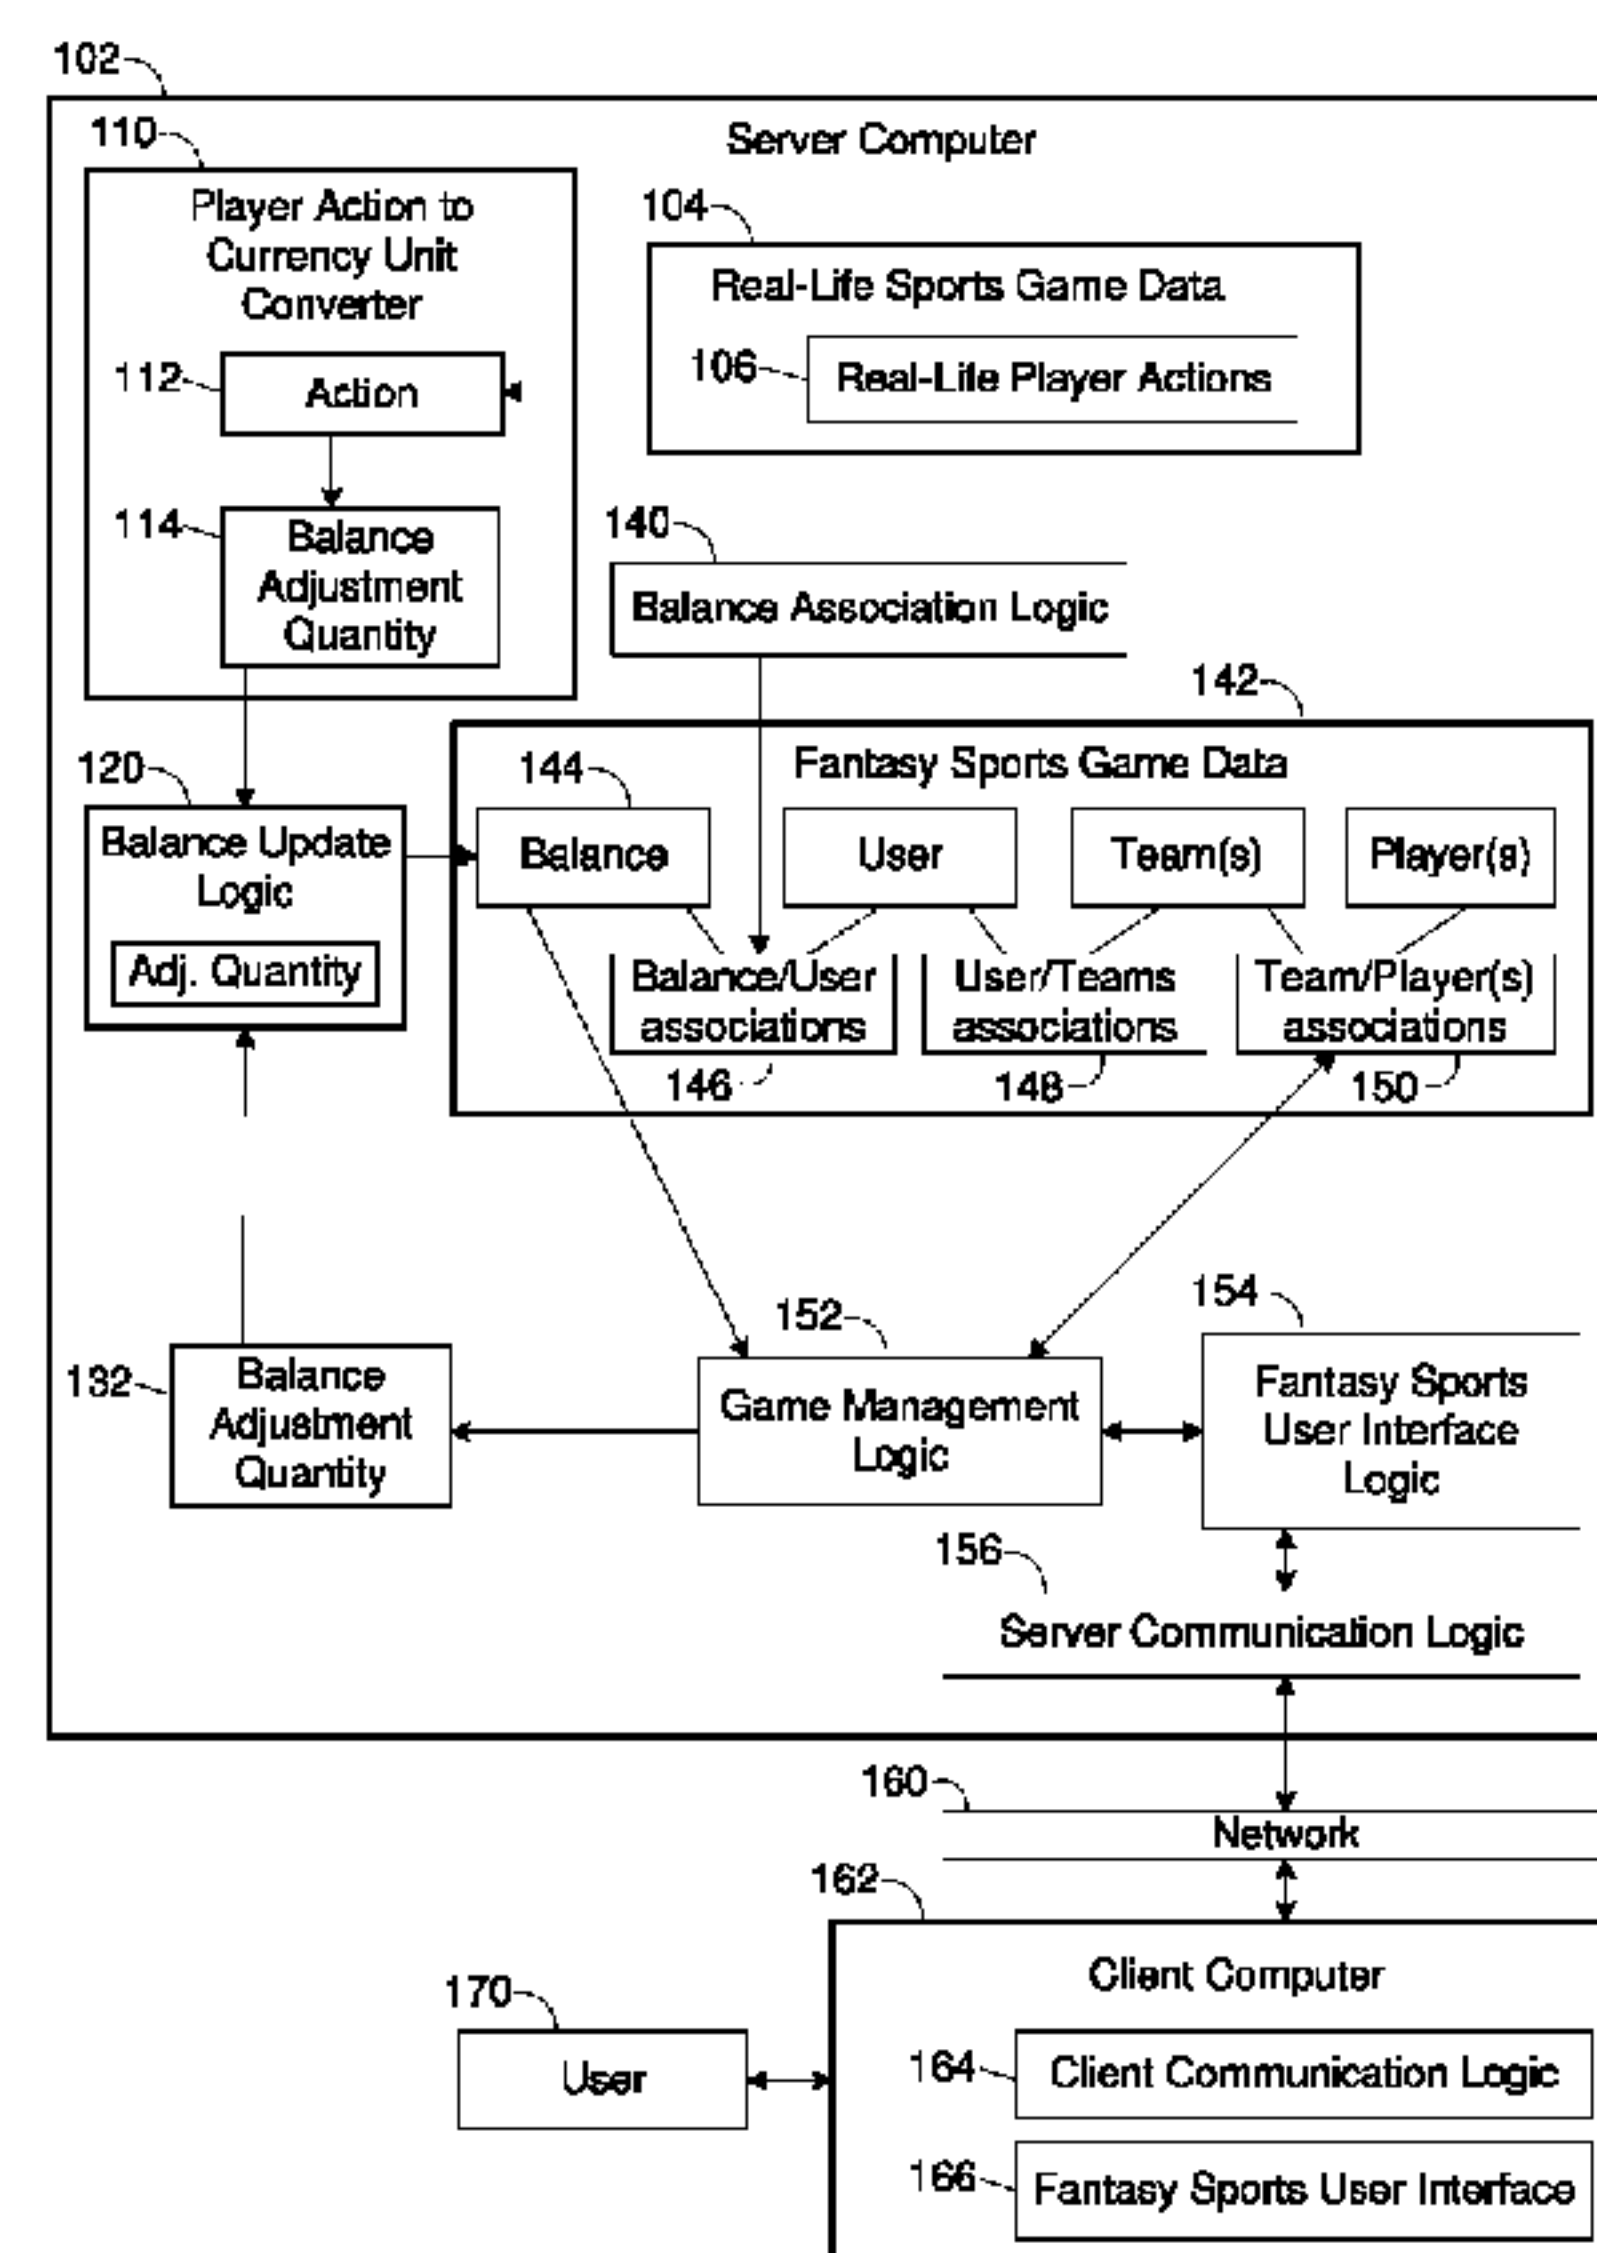 102
Server Computer
110
Player Action to
Currency Unit
Converter
112
Action
114
Balance
Adjustment
Quantity
104
Real-Life Sports Game Data
106
Real-Life Player Actions
140
Balance Association Logic
142
Fantasy Sports Game Data
120
Balance Update
Logic
Adj. Quantity
144
Balance
User
Team(s)
Player(s)
Balance/User
associations
146
User/Teams
associations
148
Team/Player(s)
associations
150
132
Balance
Adjustment
Quantity
152
Game Management
Logic
154
Fantasy Sports
User Interface
Logic
156
Server Communication Logic
160
Network
162
Client Computer
170
User
164
Client Communication Logic
166
Fantasy Sports User Interface